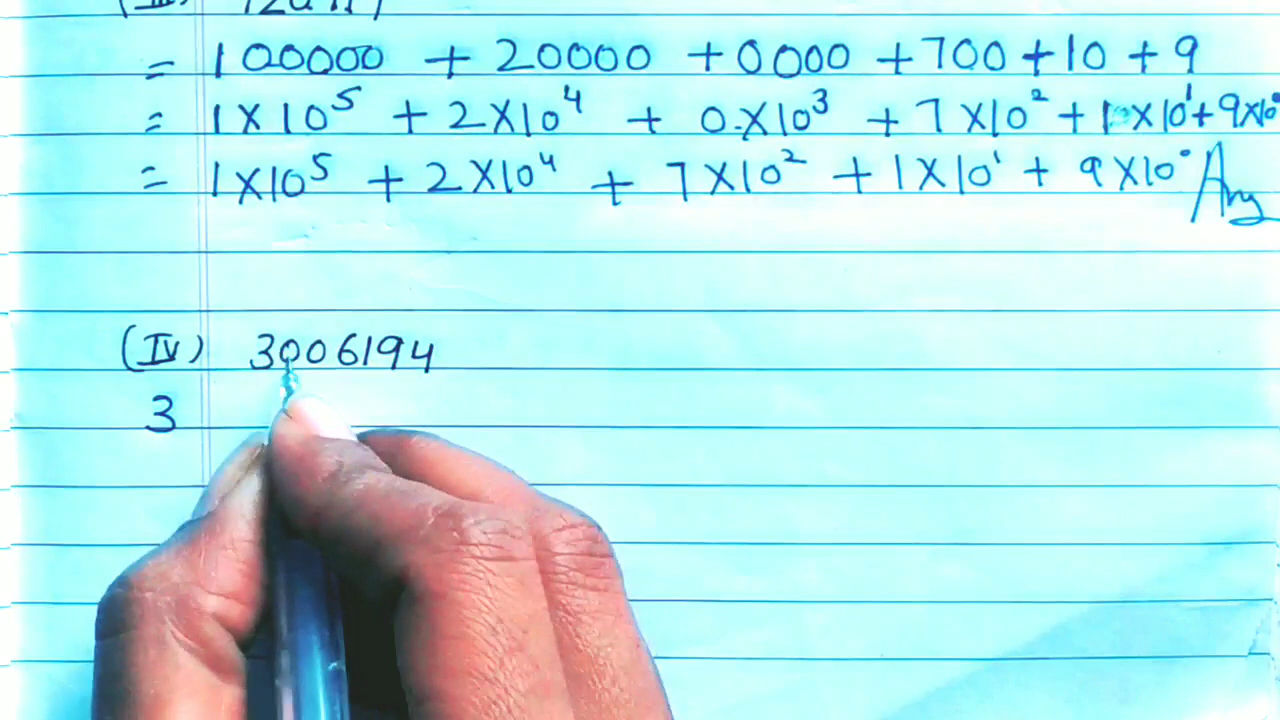 = 100000 + 20000 + 0000 + 700 + 10 + 9
= 1×10⁵ + 2×10⁴ + 0×10³ + 7×10² + 1×10¹ + 9×10⁰
= 1×10⁵ + 2×10⁴ + 7×10² + 1×10¹ + 9×10⁰ Ans
(IV) 3006194
3